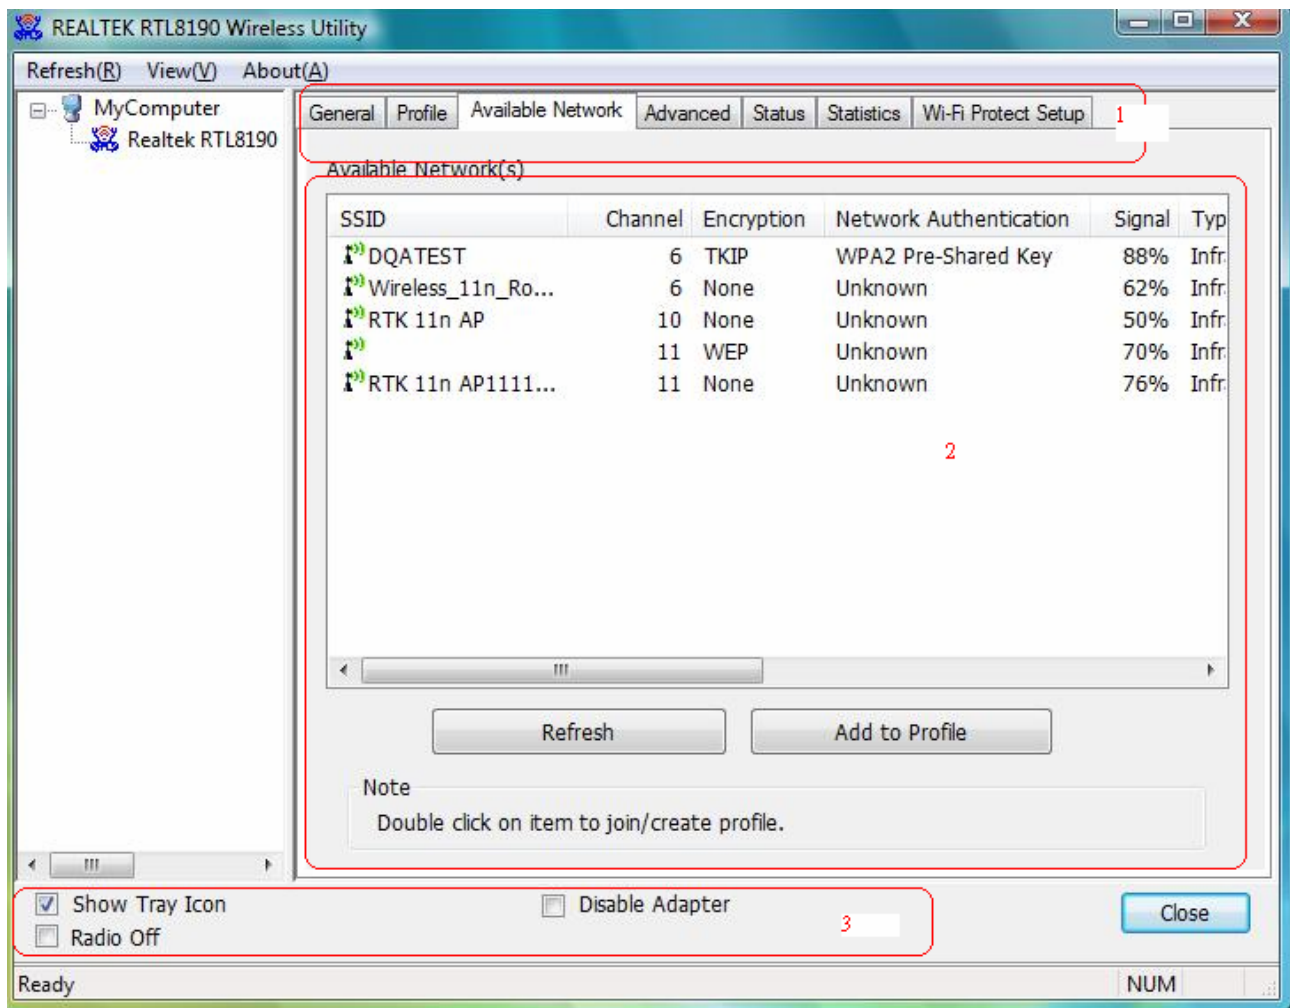 REALTEK RTL8190 Wireless Utility
Refresh(R) View(V) About(A)
MyComputer
Realtek RTL8190
General Profile Available Network Advanced Status Statistics Wi-Fi Protect Setup 1
Available Network(s)
SSID Channel Encryption Network Authentication Signal Typ
DQATEST 6 TKIP WPA2 Pre-Shared Key 88% Infr
Wireless_11n_Ro... 6 None Unknown 62% Infr
RTK 11n AP 10 None Unknown 50% Infr
11 WEP Unknown 70% Infr
RTK 11n AP1111... 11 None Unknown 76% Infr
2
Refresh Add to Profile
Note
Double click on item to join/create profile.
Show Tray Icon Disable Adapter
Radio Off
3
Close
Ready NUM